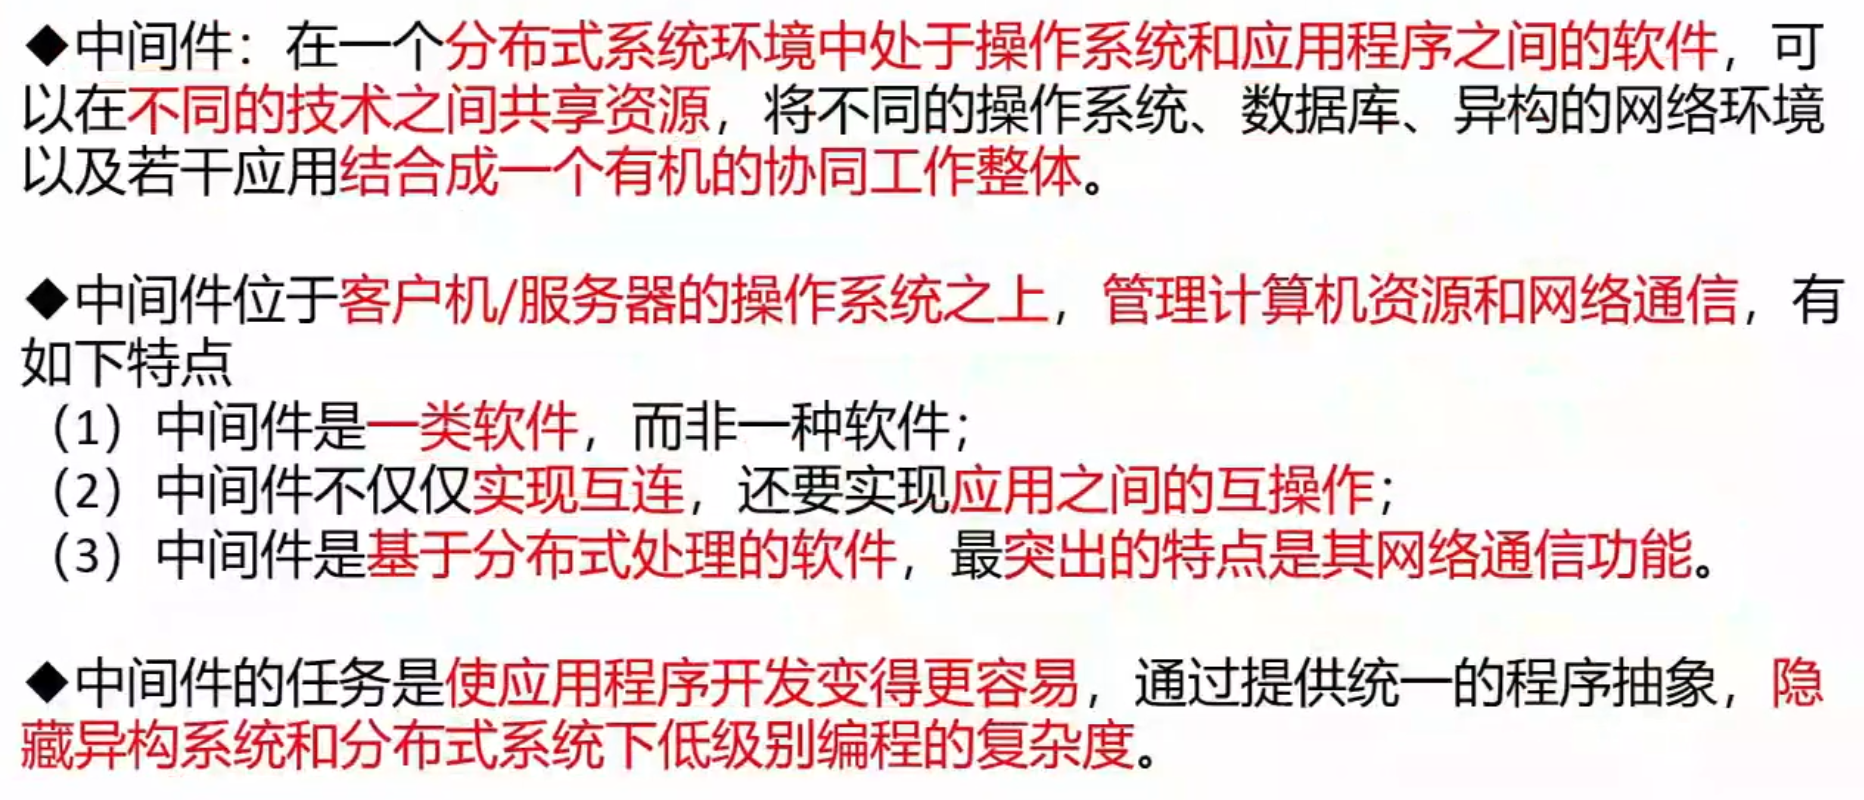 ◆中间件：在一个分布式系统环境中处于操作系统和应用程序之间的软件，可
以在不同的技术之间共享资源，将不同的操作系统、数据库、异构的网络环境
以及若干应用结合成一个有机的协同工作整体。
◆中间件位于客户机/服务器的操作系统之上，管理计算机资源和网络通信，有
如下特点
（1）中间件是一类软件，而非一种软件；
（2）中间件不仅仅实现互连，还要实现应用之间的互操作；
（3）中间件是基于分布式处理的软件，最突出的特点是其网络通信功能。
◆中间件的任务是使应用程序开发变得更容易，通过提供统一的程序抽象，隐
藏异构系统和分布式系统下低级别编程的复杂度。